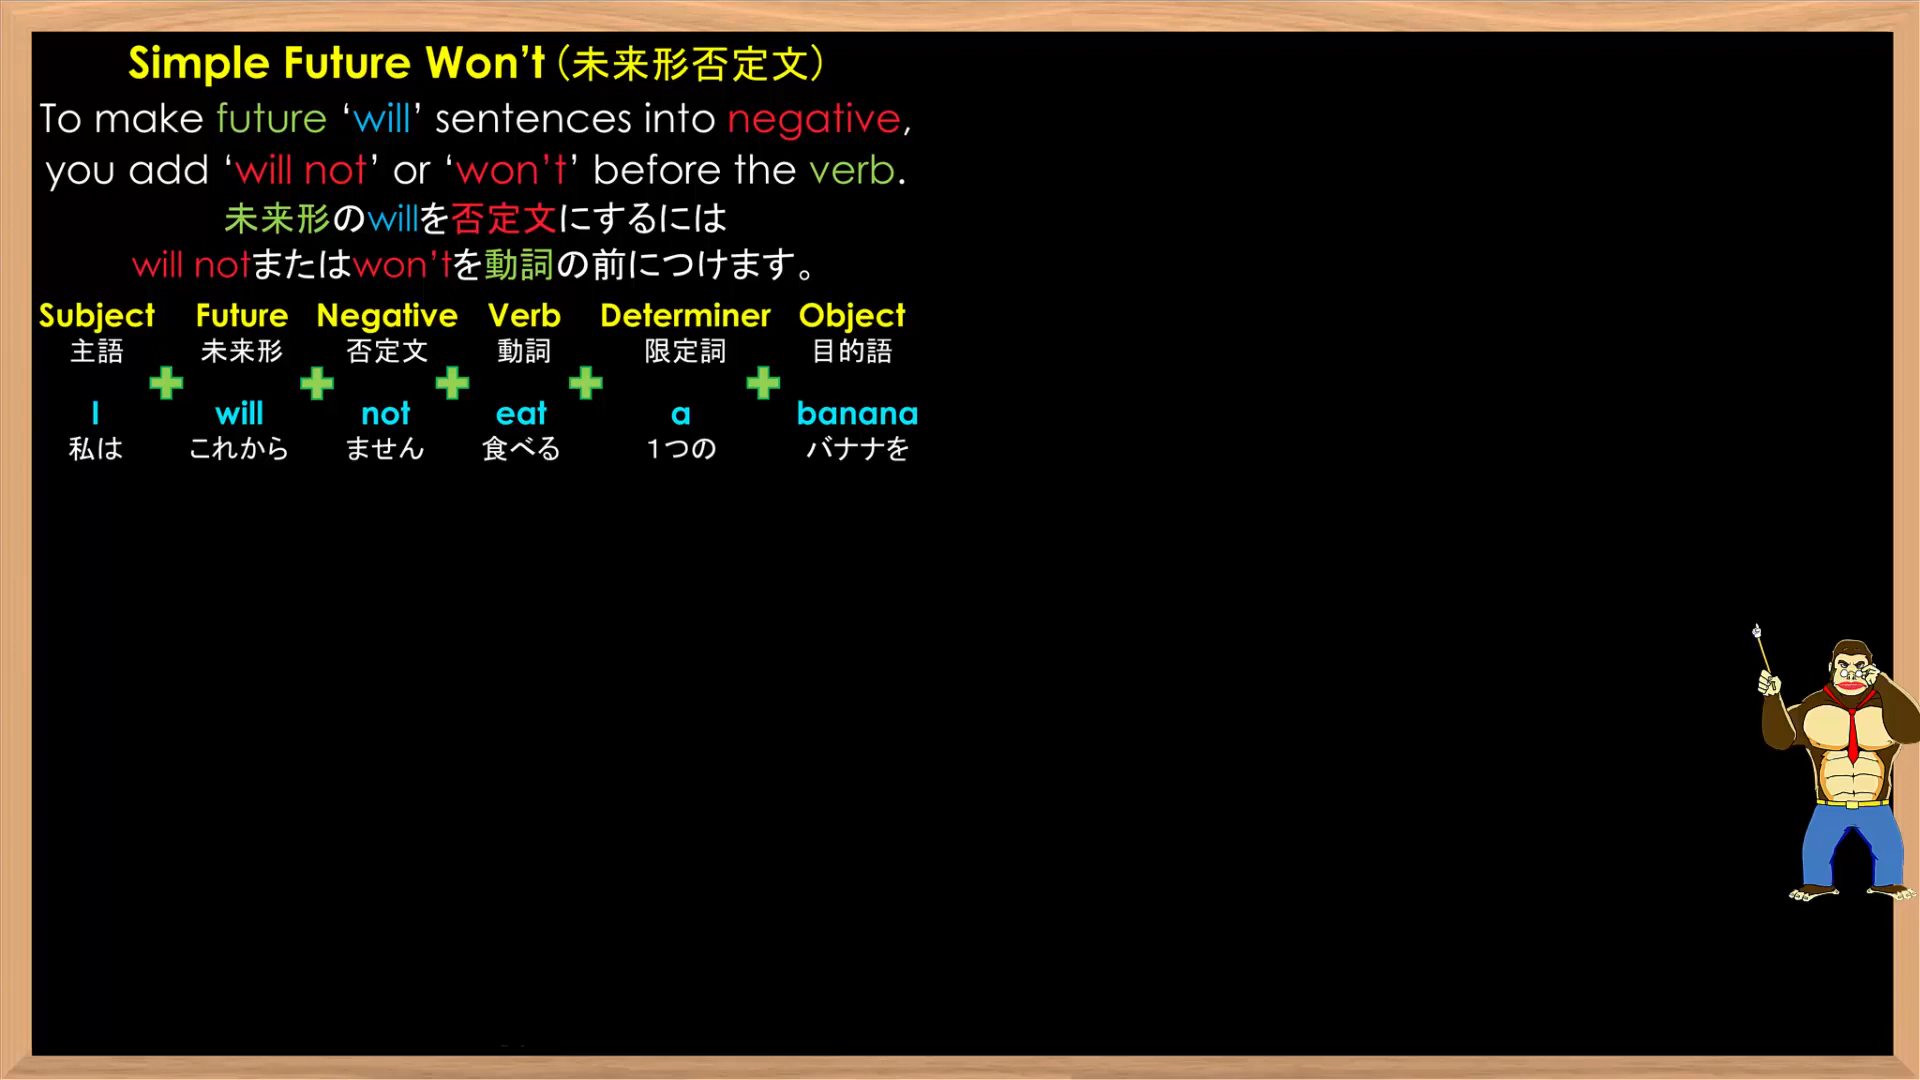 Simple Future Won’t（未来形否定文）
To make future ‘will’ sentences into negative,
you add ‘will not’ or ‘won’t’ before the verb.
未来形のwillを否定文にするには
will notまたはwon’tを動詞の前につけます。
Subject Future Negative Verb Determiner Object
主語 未来形 否定文 動詞 限定詞 目的語
I will not eat a banana
私は これから ません 食べる １つの バナナを